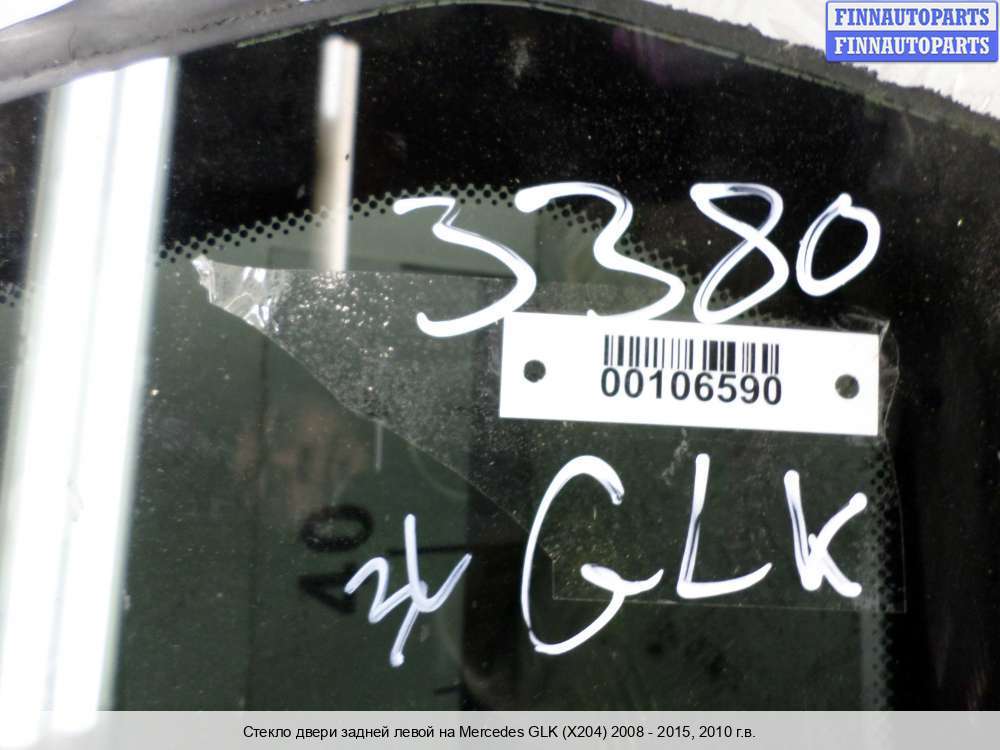 FINNAUTOPARTS
FINNAUTOPARTS
3380
00106590
GLK
Стекло двери задней левой на Mercedes GLK (X204) 2008 - 2015, 2010 г.в.